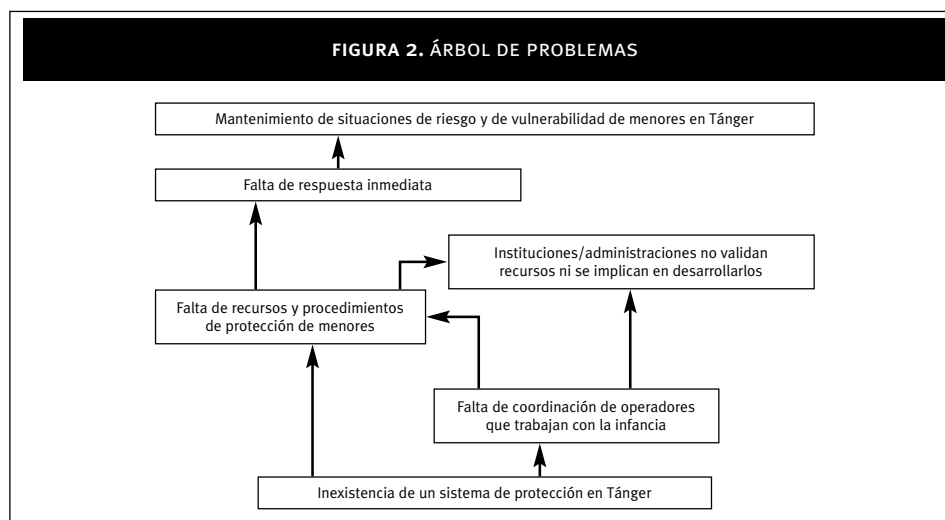 FIGURA 2. ÁRBOL DE PROBLEMAS
Mantenimiento de situaciones de riesgo y de vulnerabilidad de menores en Tánger
Falta de respuesta inmediata
Instituciones/administraciones no validan
recursos ni se implican en desarrollarlos
Falta de recursos y procedimientos
de protección de menores
Falta de coordinación de operadores
que trabajan con la infancia
Inexistencia de un sistema de protección en Tánger